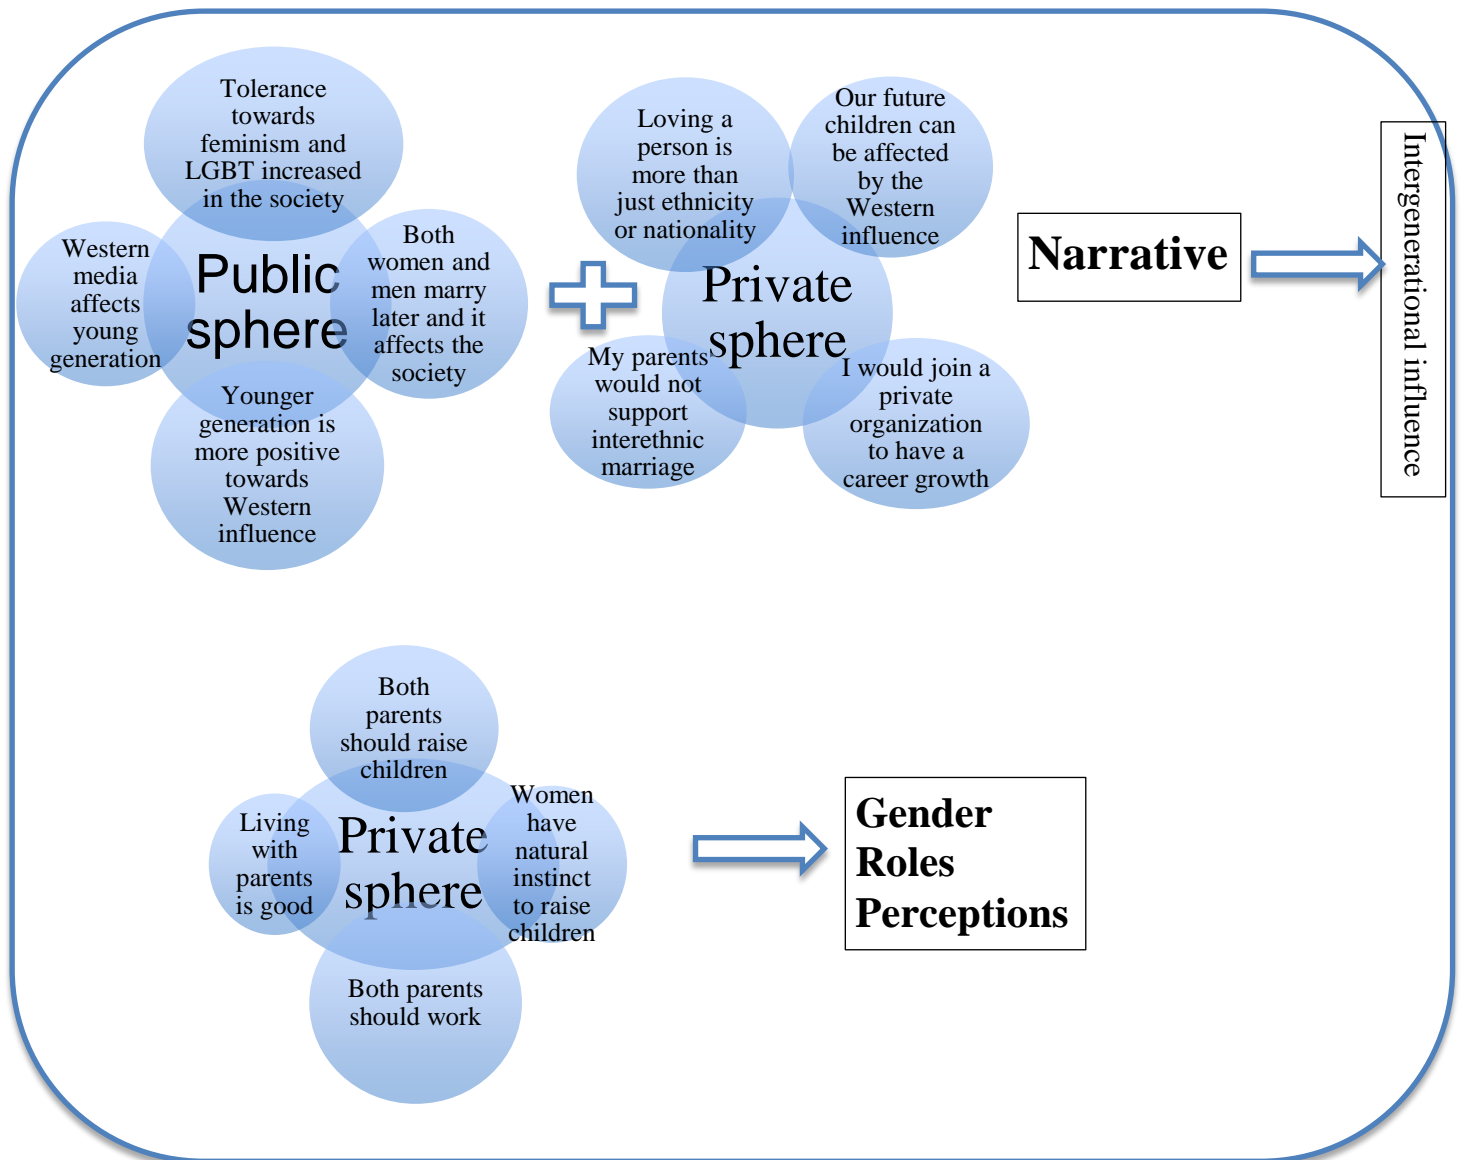 Tolerance
towards
feminism and
LGBT increased
in the society
Western
media
affects
young
generation
Public
sphere
Both
women and
men marry
later and it
affects the
society
Younger
generation is
more positive
towards
Western
influence
Loving a
person is
more than
just ethnicity
or nationality
Our future
children can
be affected
by the
Western
influence
Private
sphere
My parents
would not
support
interethnic
marriage
I would join a
private
organization
to have a
career growth
Narrative
Intergenerational influence
Both
parents
should raise
children
Living
with
parents
is good
Private
sphere
Women
have
natural
instinct
to raise
children
Both parents
should work
Gender
Roles
Perceptions